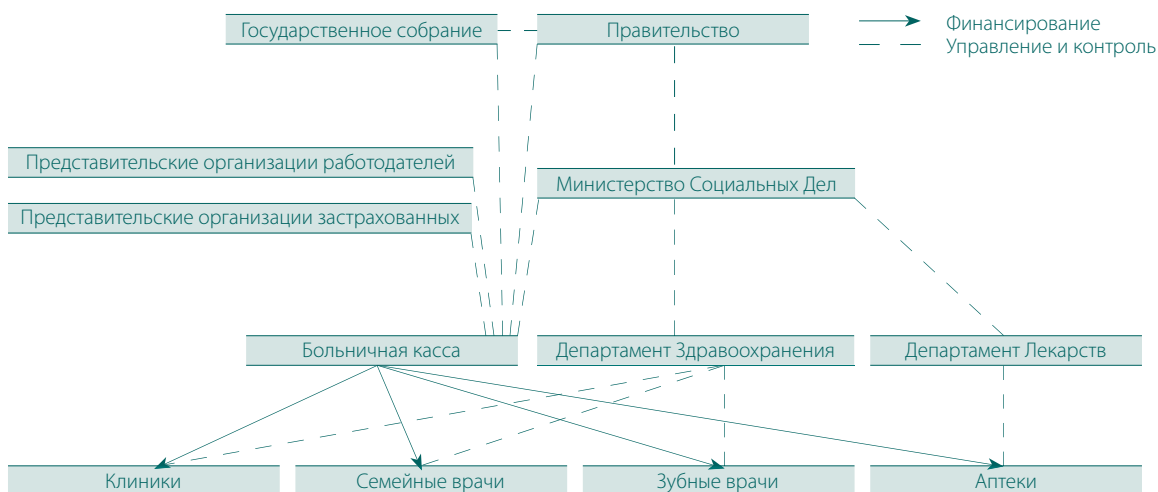 Государственное собрание
Правительство
Финансирование
Управление и контроль
Представительские организации работодателей
Министерство Социальных Дел
Представительские организации застрахованных
Больничная касса
Департамент Здравоохранения
Департамент Лекарств
Клиники
Семейные врачи
Зубные врачи
Аптеки